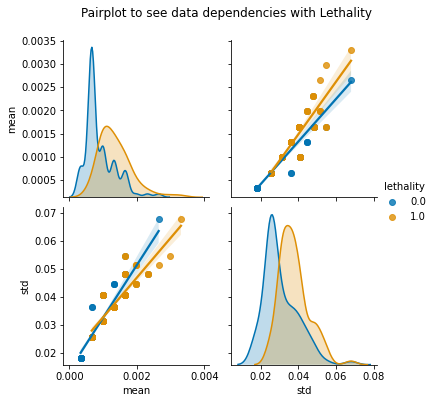 Pairplot to see data dependencies with Lethality
0.0035
0.0030
0.0025
0.0020
0.0015
0.0010
0.0005
mean
lethality
0.0
1.0
0.07
0.06
0.05
0.04
0.03
0.02
std
0.000 0.002 0.004
mean
0.02 0.04 0.06 0.08
std